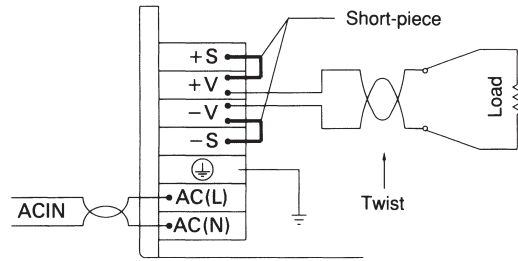 Short-piece
+S
+V
−V
−S
Load
Twist
ACIN
AC(L)
AC(N)